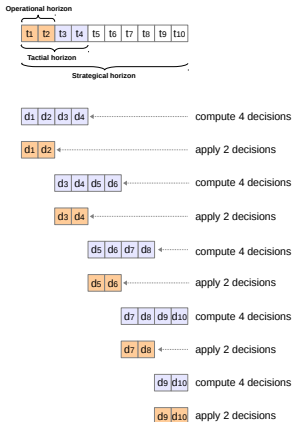 Operational horizon
t1 t2 t3 t4 t5 t6 t7 t8 t9 t10
Tactial horizon
Strategical horizon
d1 d2 d3 d4 compute 4 decisions
d1 d2 apply 2 decisions
d3 d4 d5 d6 compute 4 decisions
d3 d4 apply 2 decisions
d5 d6 d7 d8 compute 4 decisions
d5 d6 apply 2 decisions
d7 d8 d9 d10 compute 4 decisions
d7 d8 apply 2 decisions
d9 d10 compute 4 decisions
d9 d10 apply 2 decisions